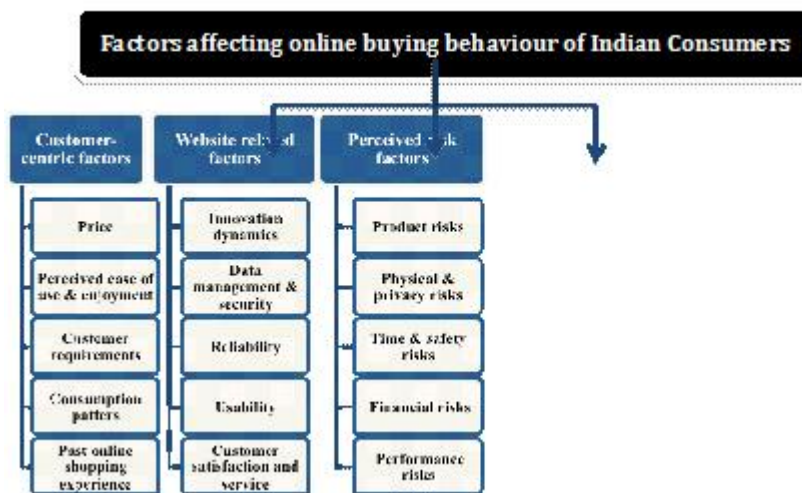 Factors affecting online buying behaviour of Indian Consumers
Customer-
centric factors
Website related
factors
Perceived risk
factors
Price
Perceived ease of
use & enjoyment
Customer
requirements
Consumption
patters
Past online
shopping
experience
Innovation
dynamics
Data
management &
security
Reliability
Usability
Customer
satisfaction and
service
Product risks
Physical &
privacy risks
Time & safety
risks
Financial risks
Performance
risks